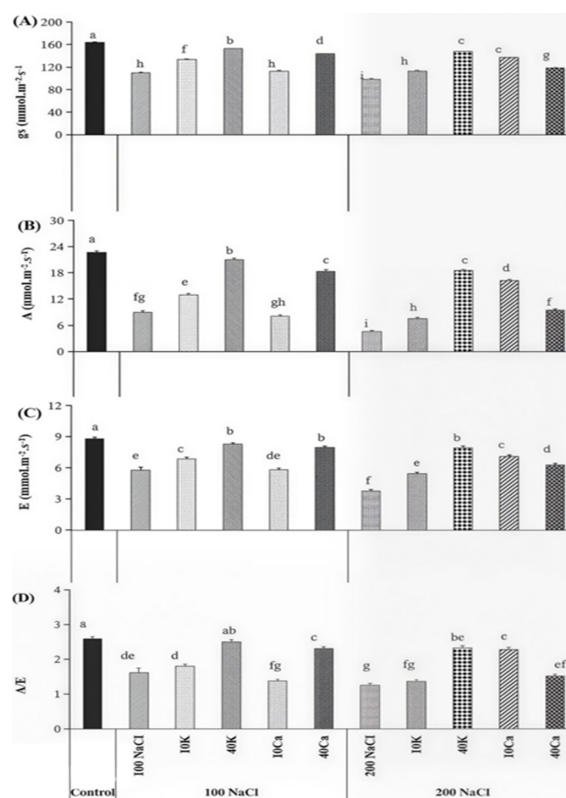 (A)
gs (mmol.m⁻².s⁻¹)
200
160
120
80
40
0
a
h
f
b
h
d
i
h
c
c
g
(B)
A (µmol.m⁻².s⁻¹)
30
24
18
12
6
0
a
fg
e
b
gh
c
i
h
c
d
f
(C)
E (mmol.m⁻².s⁻¹)
12
9
6
3
0
a
e
c
b
de
b
f
e
b
c
d
(D)
A/E
4
3
2
1
0
a
de
d
ab
fg
c
g
fg
be
c
ef
100 NaCl
10K
40K
10Ca
40Ca
200 NaCl
10K
40K
10Ca
40Ca
Control
100 NaCl
200 NaCl